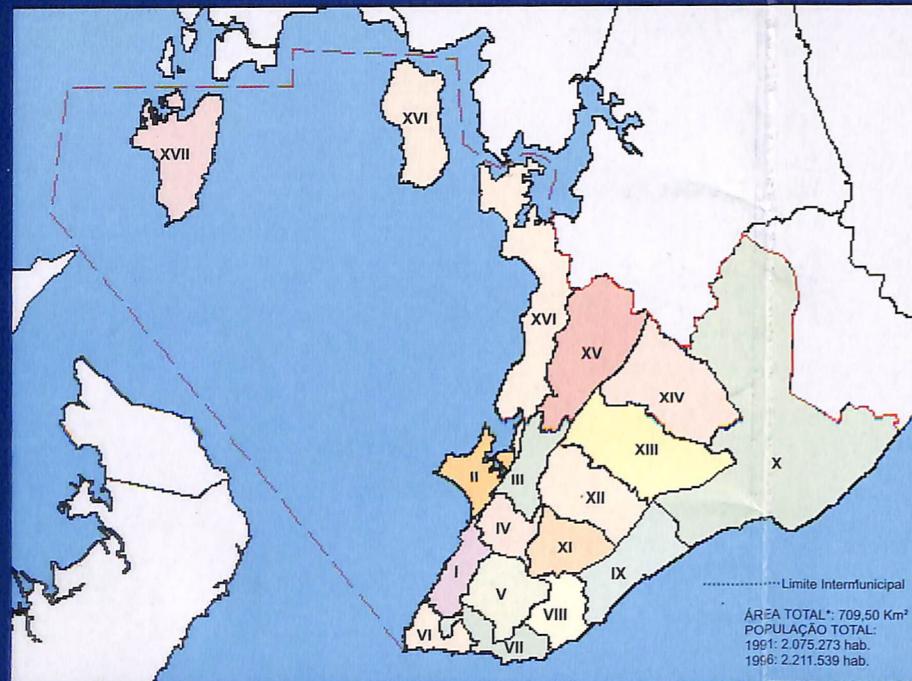 XVI
XVII
XVI
XV
XIV
XIII
X
II
III
XII
IV
XI
I
IX
V
VIII
VI
VII
Limite Intermunicipal
ÁREA TOTAL*: 709,50 Km²
POPULAÇÃO TOTAL:
1991: 2.075.273 hab.
1996: 2.211.539 hab.